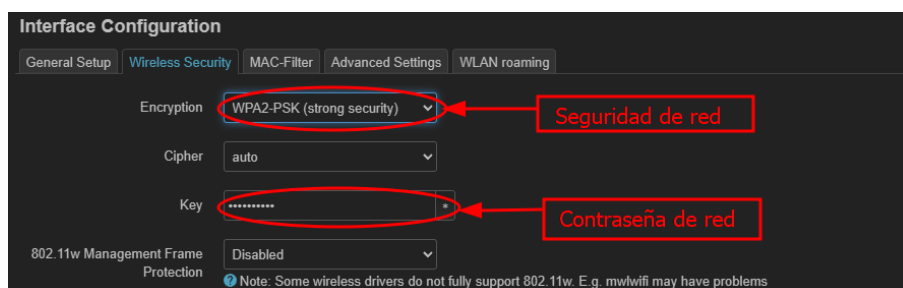 Interface Configuration
General Setup Wireless Security MAC-Filter Advanced Settings WLAN roaming
Encryption WPA2-PSK (strong security) Seguridad de red
Cipher auto
Key •••••••••• * Contraseña de red
802.11w Management Frame Protection Disabled
Note: Some wireless drivers do not fully support 802.11w. E.g. mwlwifi may have problems